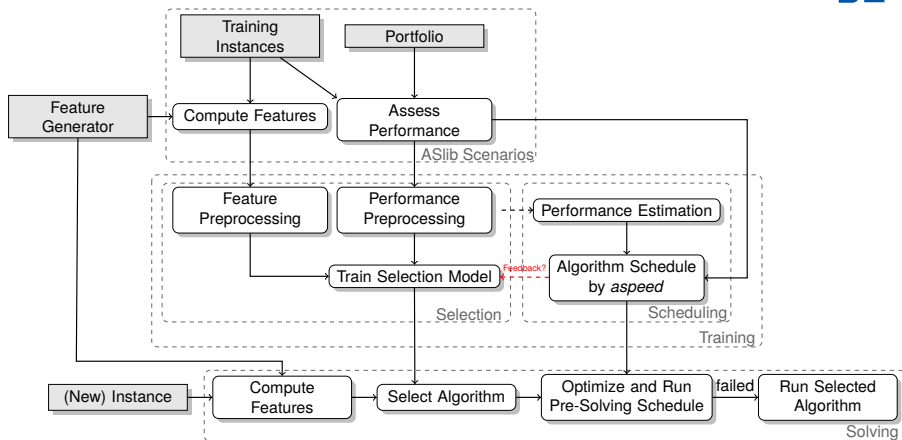 Training
Instances
Portfolio
Feature
Generator
Compute Features
Assess
Performance
ASlib Scenarios
Feature
Preprocessing
Performance
Preprocessing
Performance Estimation
Train Selection Model
Feedback?
Algorithm Schedule
by aspeed
Selection
Scheduling
Training
(New) Instance
Compute
Features
Select Algorithm
Optimize and Run
Pre-Solving Schedule
failed
Run Selected
Algorithm
Solving